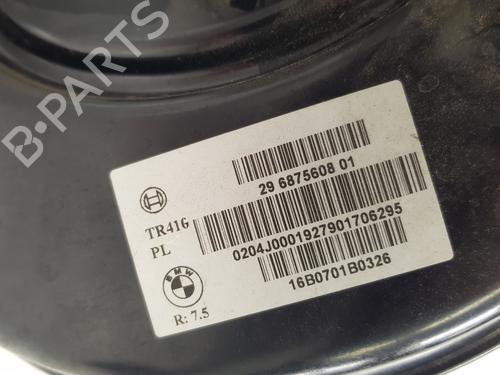 B-PARTS
29 6875608 01
TR416
PL
0204J0001927901706295
BMW
16B0701B0326
R: 7.5